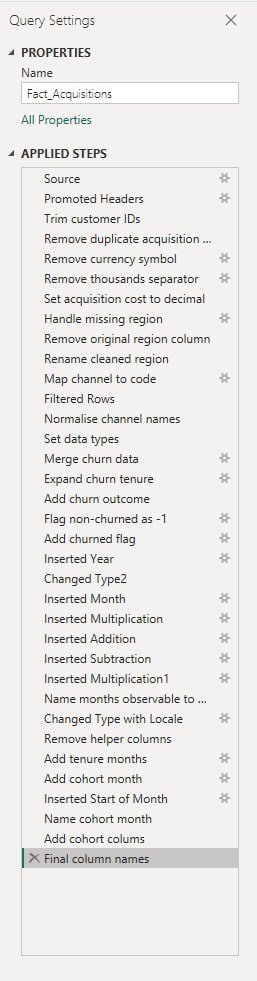 Query Settings
PROPERTIES
Name
Fact_Acquisitions
All Properties
APPLIED STEPS
Source
Promoted Headers
Trim customer IDs
Remove duplicate acquisition ...
Remove currency symbol
Remove thousands separator
Set acquisition cost to decimal
Handle missing region
Remove original region column
Rename cleaned region
Map channel to code
Filtered Rows
Normalise channel names
Set data types
Merge churn data
Expand churn tenure
Add churn outcome
Flag non-churned as -1
Add churned flag
Inserted Year
Changed Type2
Inserted Month
Inserted Multiplication
Inserted Addition
Inserted Subtraction
Inserted Multiplication1
Name months observable to ...
Changed Type with Locale
Remove helper columns
Add tenure months
Add cohort month
Inserted Start of Month
Name cohort month
Add cohort colums
Final column names